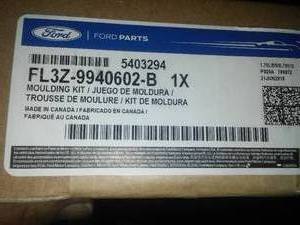 Ford
FORD PARTS
5403294
FL3Z-9940602-B 1X
MOULDING KIT / JUEGO DE MOLDURA /
TROUSSE DE MOULURE / KIT DE MOLDURA
MADE IN CANADA / FABRICADO EN CANADA /
FABRIQUÉ AU CANADA